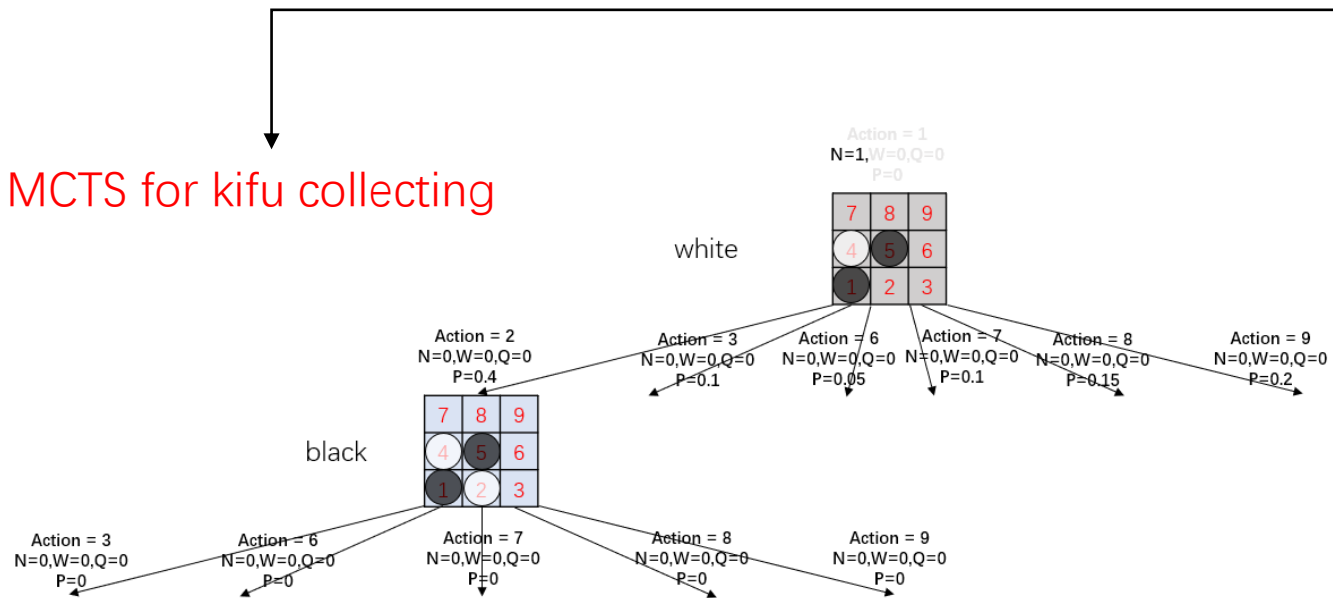 Action = 1
N=1,W=0,Q=0
P=0
MCTS for kifu collecting
7 8 9
white
4 5 6
1 2 3
Action = 2
N=0,W=0,Q=0
P=0.4
Action = 3
N=0,W=0,Q=0
P=0.1
Action = 6
N=0,W=0,Q=0
P=0.05
Action = 7
N=0,W=0,Q=0
P=0.1
Action = 8
N=0,W=0,Q=0
P=0.15
Action = 9
N=0,W=0,Q=0
P=0.2
7 8 9
black
4 5 6
1 2 3
Action = 3
N=0,W=0,Q=0
P=0
Action = 6
N=0,W=0,Q=0
P=0
Action = 7
N=0,W=0,Q=0
P=0
Action = 8
N=0,W=0,Q=0
P=0
Action = 9
N=0,W=0,Q=0
P=0